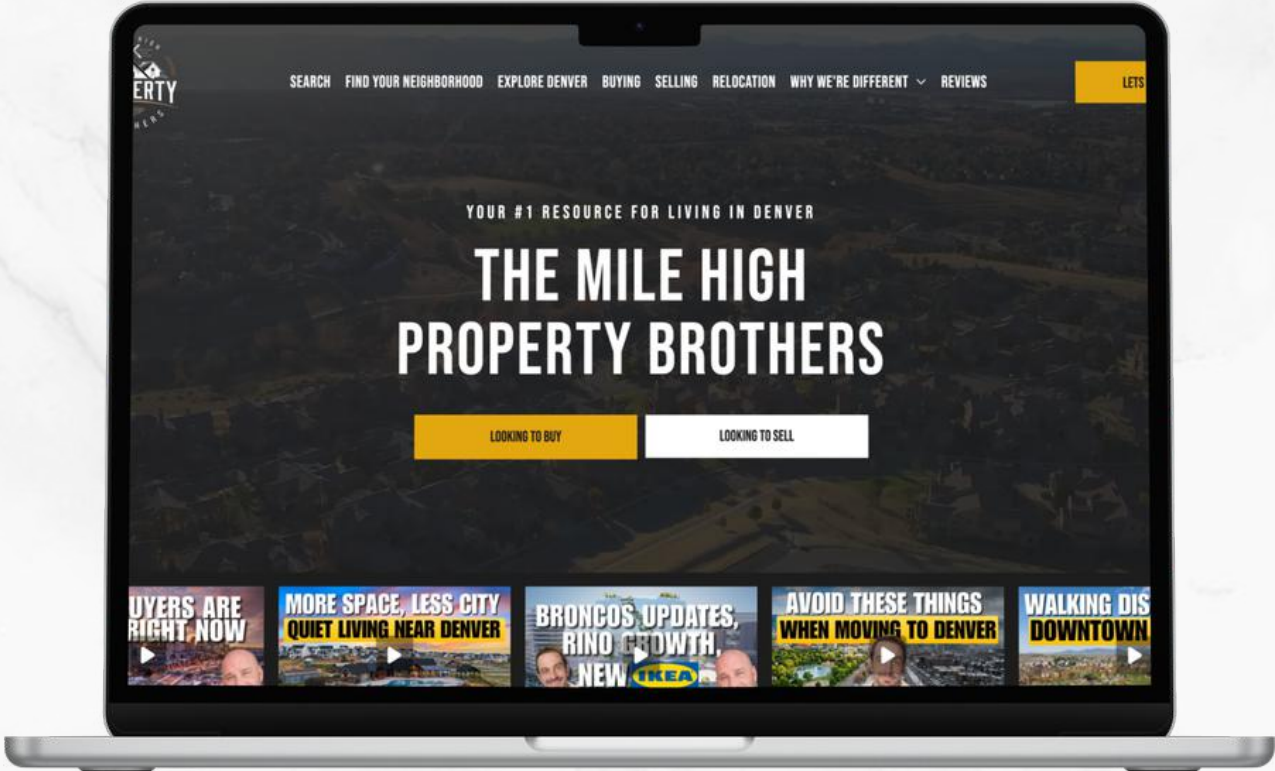 ERTY
HERS
SEARCH FIND YOUR NEIGHBORHOOD EXPLORE DENVER BUYING SELLING RELOCATION WHY WE'RE DIFFERENT REVIEWS
LETS
YOUR #1 RESOURCE FOR LIVING IN DENVER
THE MILE HIGH
PROPERTY BROTHERS
LOOKING TO BUY
LOOKING TO SELL
UYERS ARE
RIGHT NOW
MORE SPACE, LESS CITY
QUIET LIVING NEAR DENVER
BRONCOS UPDATES,
RINO GROWTH,
NEW IKEA
AVOID THESE THINGS
WHEN MOVING TO DENVER
WALKING DIS
DOWNTOWN